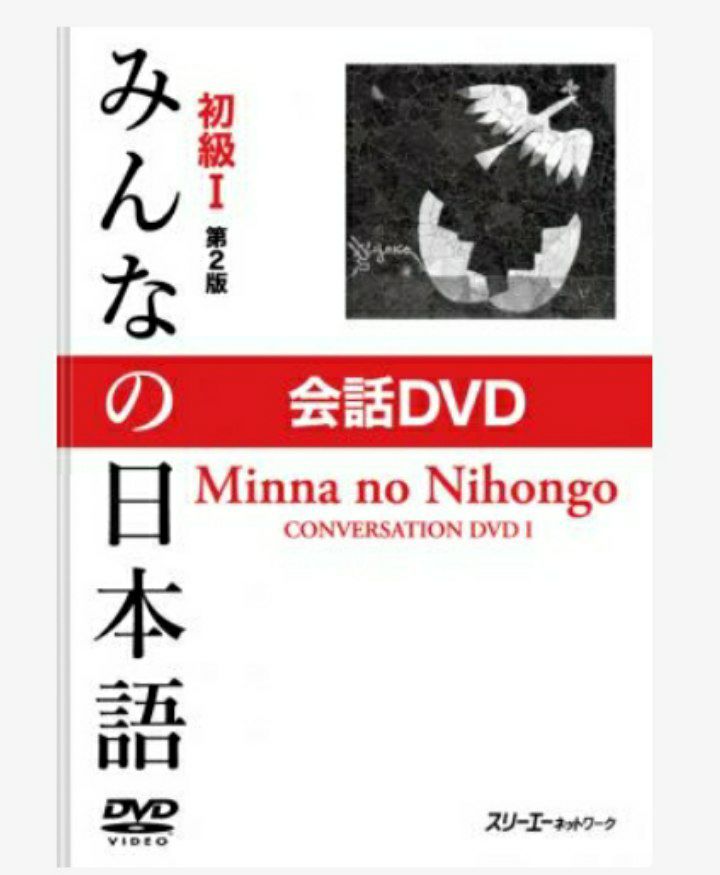 みんなの日本語
初級I
第2版
会話DVD
Minna no Nihongo
CONVERSATION DVD I
DVD
VIDEO
スリーエーネットワーク